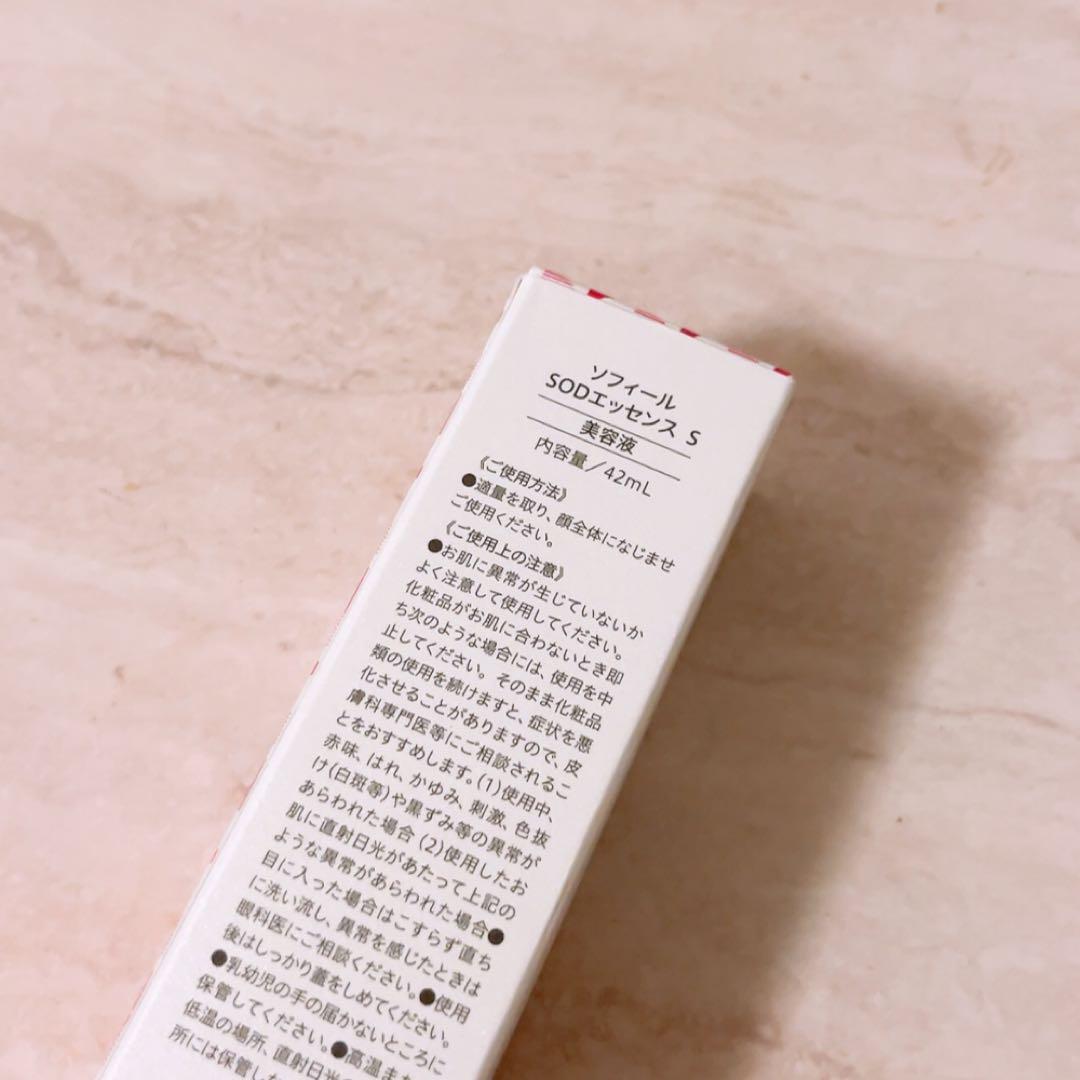 ソフィール
SODエッセンス S
美容液
内容量／42mL
《ご使用方法》
●適量を取り、顔全体になじませ
ご使用ください。
《ご使用上の注意》
●お肌に異常が生じていないか
よく注意して使用してください。
化粧品がお肌に合わないとき即
ち次のような場合には、使用を中
止してください。そのまま化粧品
類の使用を続けますと、症状を悪
化させることがありますので、皮
膚科専門医等にご相談されるこ
とをおすすめします。(1)使用中、
赤味、はれ、かゆみ、刺激、色抜
け(白斑等)や黒ずみ等の異常が
あらわれた場合 (2)使用したお
肌に直射日光があたって上記の
ような異常があらわれた場合●
目に入った場合はこすらず直ち
に洗い流し、異常を感じたときは
眼科医にご相談ください。●使用
後はしっかり蓋をしめてください。
●乳幼児の手の届かないところに
保管してください。●高温また
低温の場所、直射日光
所には保管した